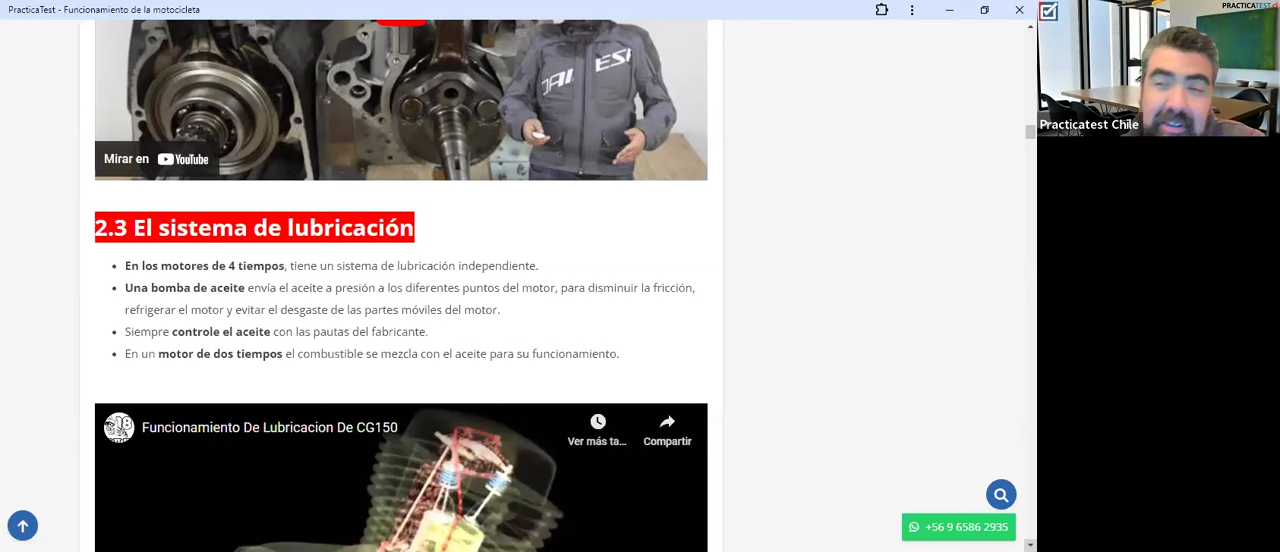 PracticaTest - Funcionamiento de la motocicleta
PRACTICATEST
Practicatest Chile
DAINESE
Mirar en YouTube
2.3 El sistema de lubricación
• En los motores de 4 tiempos, tiene un sistema de lubricación independiente.
• Una bomba de aceite envía el aceite a presión a los diferentes puntos del motor, para disminuir la fricción,
refrigerar el motor y evitar el desgaste de las partes móviles del motor.
• Siempre controle el aceite con las pautas del fabricante.
• En un motor de dos tiempos el combustible se mezcla con el aceite para su funcionamiento.
Funcionamiento De Lubricacion De CG150
Ver más ta...
Compartir
+56 9 6586 2935